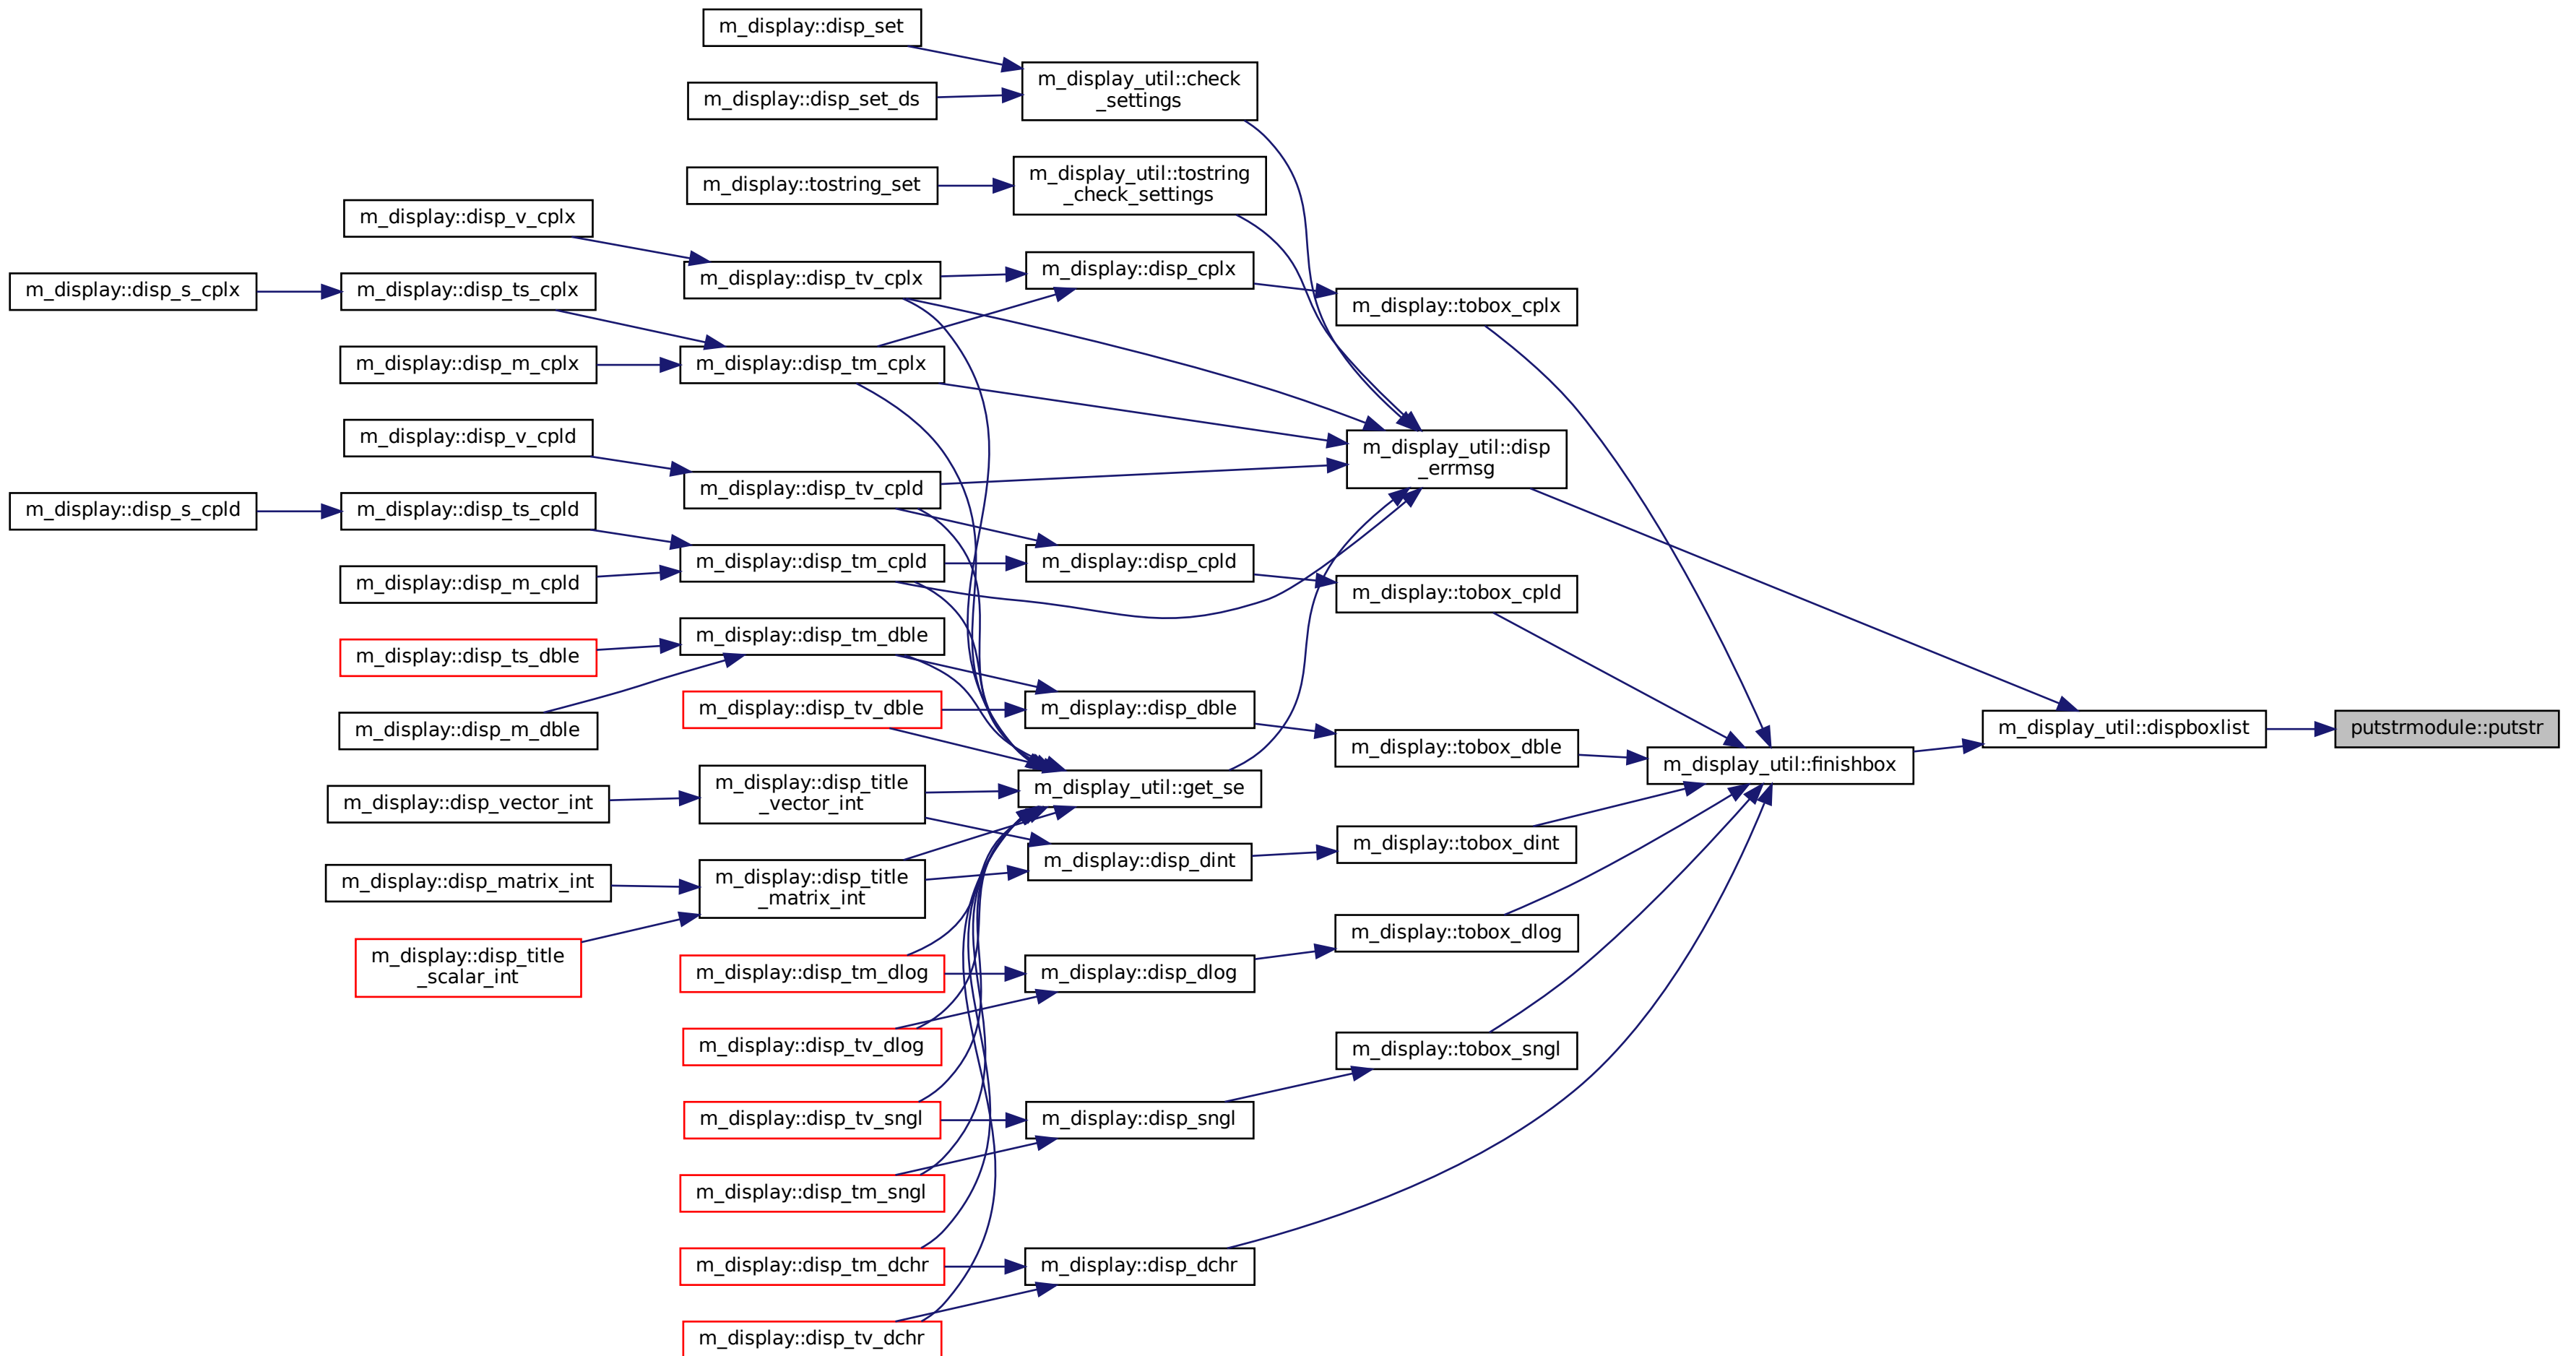 m_display::disp_set
m_display_util::check
_settings
m_display::disp_set_ds
m_display::tostring_set
m_display_util::tostring
_check_settings
m_display::disp_v_cplx
m_display::disp_tv_cplx
m_display::disp_cplx
m_display::disp_s_cplx
m_display::disp_ts_cplx
m_display::tobox_cplx
m_display::disp_m_cplx
m_display::disp_tm_cplx
m_display::disp_v_cpld
m_display_util::disp
_errmsg
m_display::disp_tv_cpld
m_display::disp_s_cpld
m_display::disp_ts_cpld
m_display::disp_tm_cpld
m_display::disp_cpld
m_display::disp_m_cpld
m_display::tobox_cpld
m_display::disp_tm_dble
m_display::disp_ts_dble
m_display::disp_tv_dble
m_display::disp_dble
m_display::disp_m_dble
m_display::tobox_dble
m_display_util::dispboxlist
putstrmodule::putstr
m_display_util::finishbox
m_display::disp_title
_vector_int
m_display_util::get_se
m_display::disp_vector_int
m_display::tobox_dint
m_display::disp_dint
m_display::disp_matrix_int
m_display::disp_title
_matrix_int
m_display::tobox_dlog
m_display::disp_title
_scalar_int
m_display::disp_tm_dlog
m_display::disp_dlog
m_display::disp_tv_dlog
m_display::tobox_sngl
m_display::disp_tv_sngl
m_display::disp_sngl
m_display::disp_tm_sngl
m_display::disp_tm_dchr
m_display::disp_dchr
m_display::disp_tv_dchr